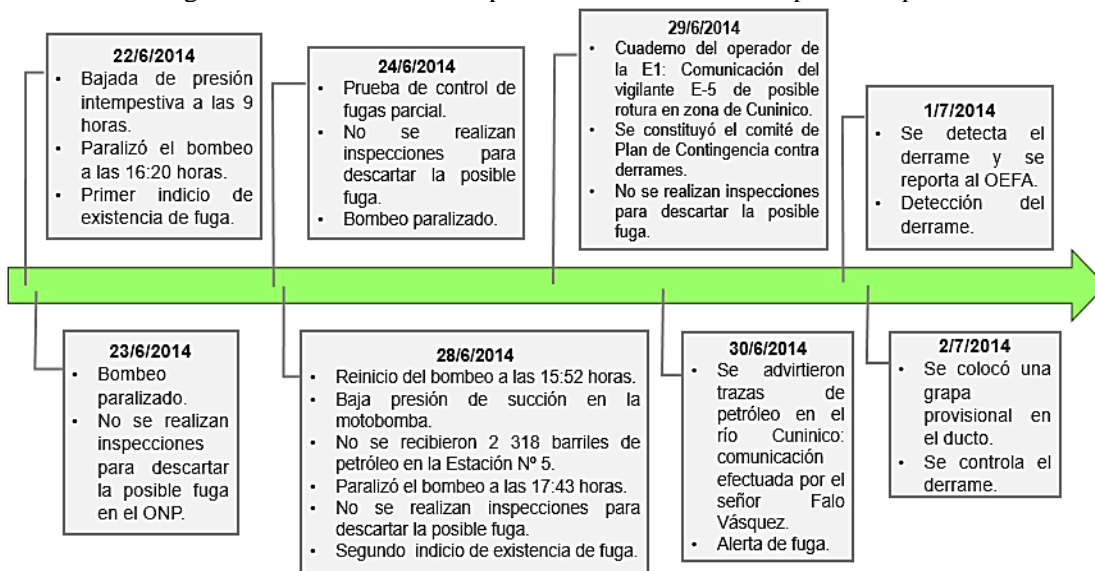 22/6/2014
• Bajada de presión
intempestiva a las 9
horas.
• Paralizó el bombeo
a las 16:20 horas.
• Primer indicio de
existencia de fuga.
23/6/2014
• Bombeo
paralizado.
• No se realizan
inspecciones
para descartar
la posible fuga
en el ONP.
24/6/2014
• Prueba de control de
fugas parcial.
• No se realizan
inspecciones para
descartar la posible
fuga.
• Bombeo paralizado.
28/6/2014
• Reinicio del bombeo a las 15:52 horas.
• Baja presión de succión en la
motobomba.
• No se recibieron 2 318 barriles de
petróleo en la Estación Nº 5.
• Paralizó el bombeo a las 17:43 horas.
• No se realizan inspecciones para
descartar la posible fuga.
• Segundo indicio de existencia de fuga.
29/6/2014
• Cuaderno del operador de
la E1: Comunicación del
vigilante E-5 de posible
rotura en zona de Cuninico.
• Se constituyó el comité de
Plan de Contingencia contra
derrames.
• No se realizan inspecciones
para descartar la posible
fuga.
30/6/2014
• Se advirtieron
trazas de
petróleo en el
río Cuninico:
comunicación
efectuada por el
señor Falo
Vásquez.
• Alerta de fuga.
1/7/2014
• Se detecta el
derrame y se
reporta al OEFA.
• Detección del
derrame.
2/7/2014
• Se colocó una
grapa
provisional en
el ducto.
• Se controla el
derrame.